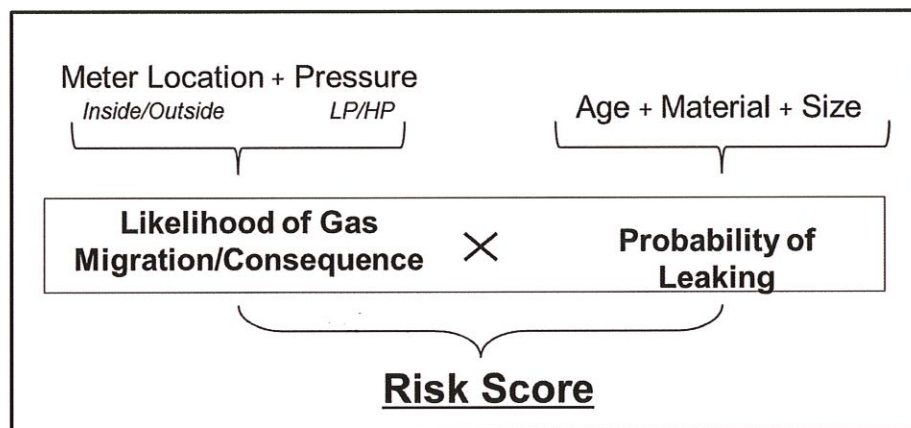 Meter Location + Pressure
Inside/Outside LP/HP
Age + Material + Size
Likelihood of Gas
Migration/Consequence
×
Probability of
Leaking
Risk Score